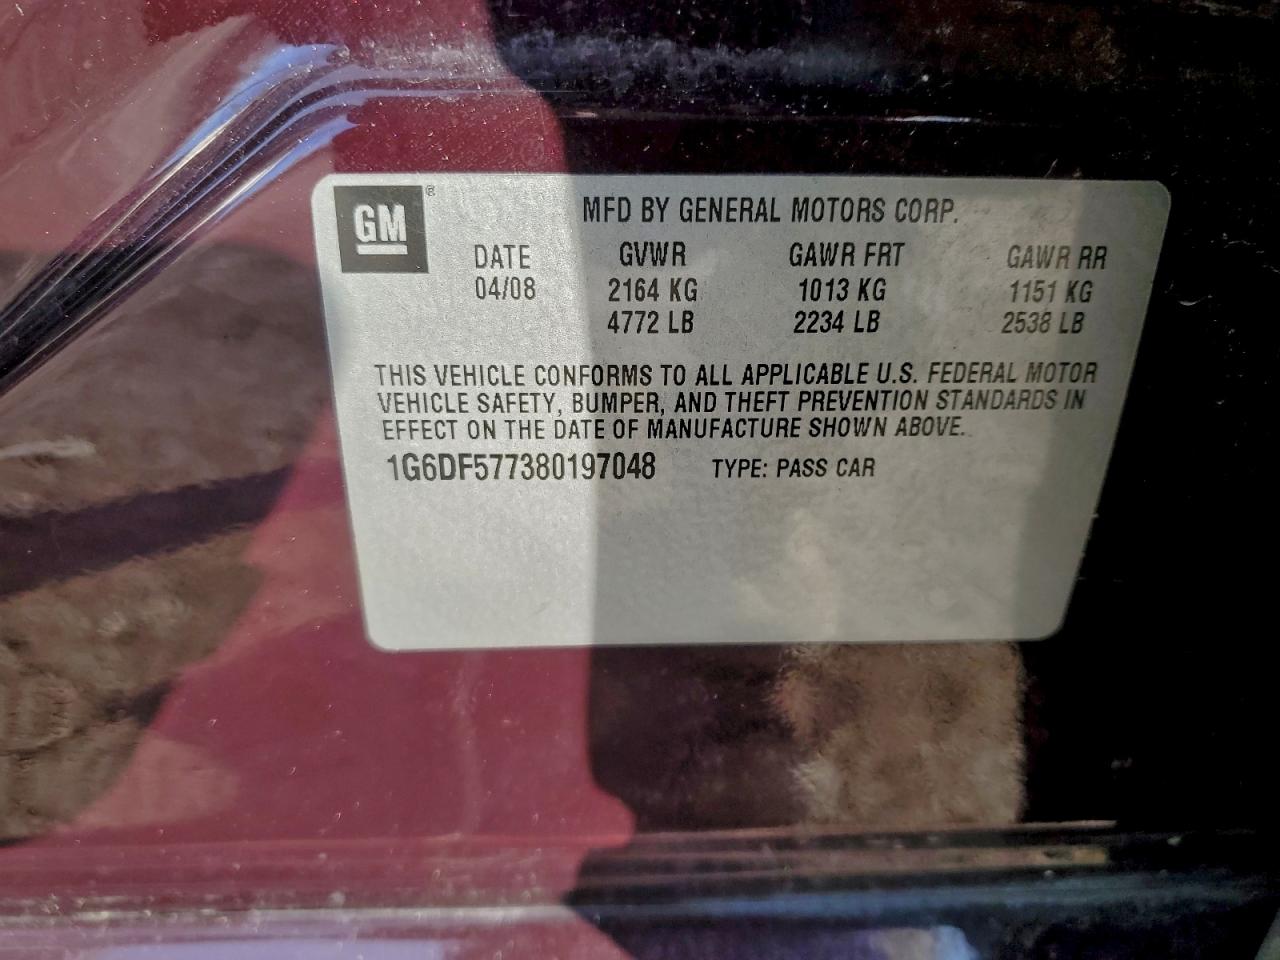 GM®
MFD BY GENERAL MOTORS CORP.
DATE GVWR GAWR FRT GAWR RR
04/08 2164 KG 1013 KG 1151 KG
4772 LB 2234 LB 2538 LB
THIS VEHICLE CONFORMS TO ALL APPLICABLE U.S. FEDERAL MOTOR
VEHICLE SAFETY, BUMPER, AND THEFT PREVENTION STANDARDS IN
EFFECT ON THE DATE OF MANUFACTURE SHOWN ABOVE.
1G6DF577380197048 TYPE: PASS CAR